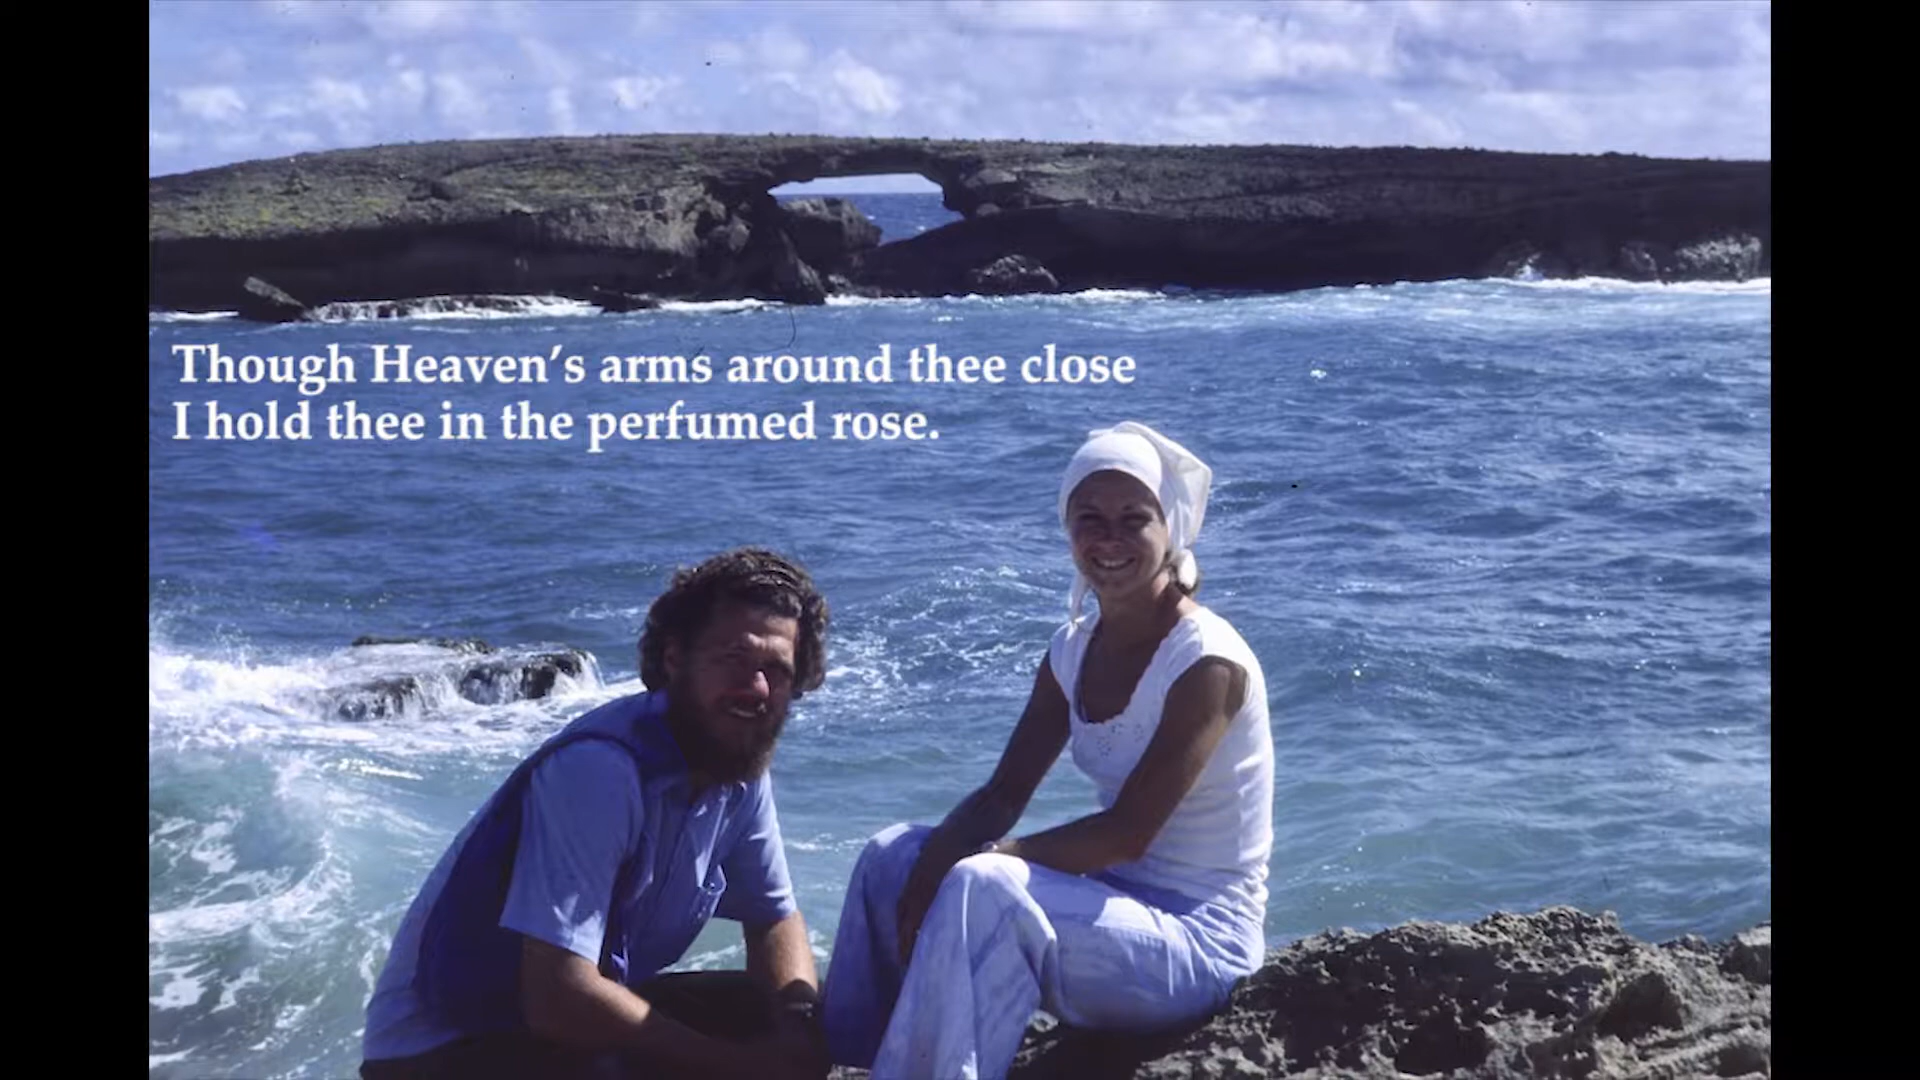 Though Heaven’s arms around thee close
I hold thee in the perfumed rose.